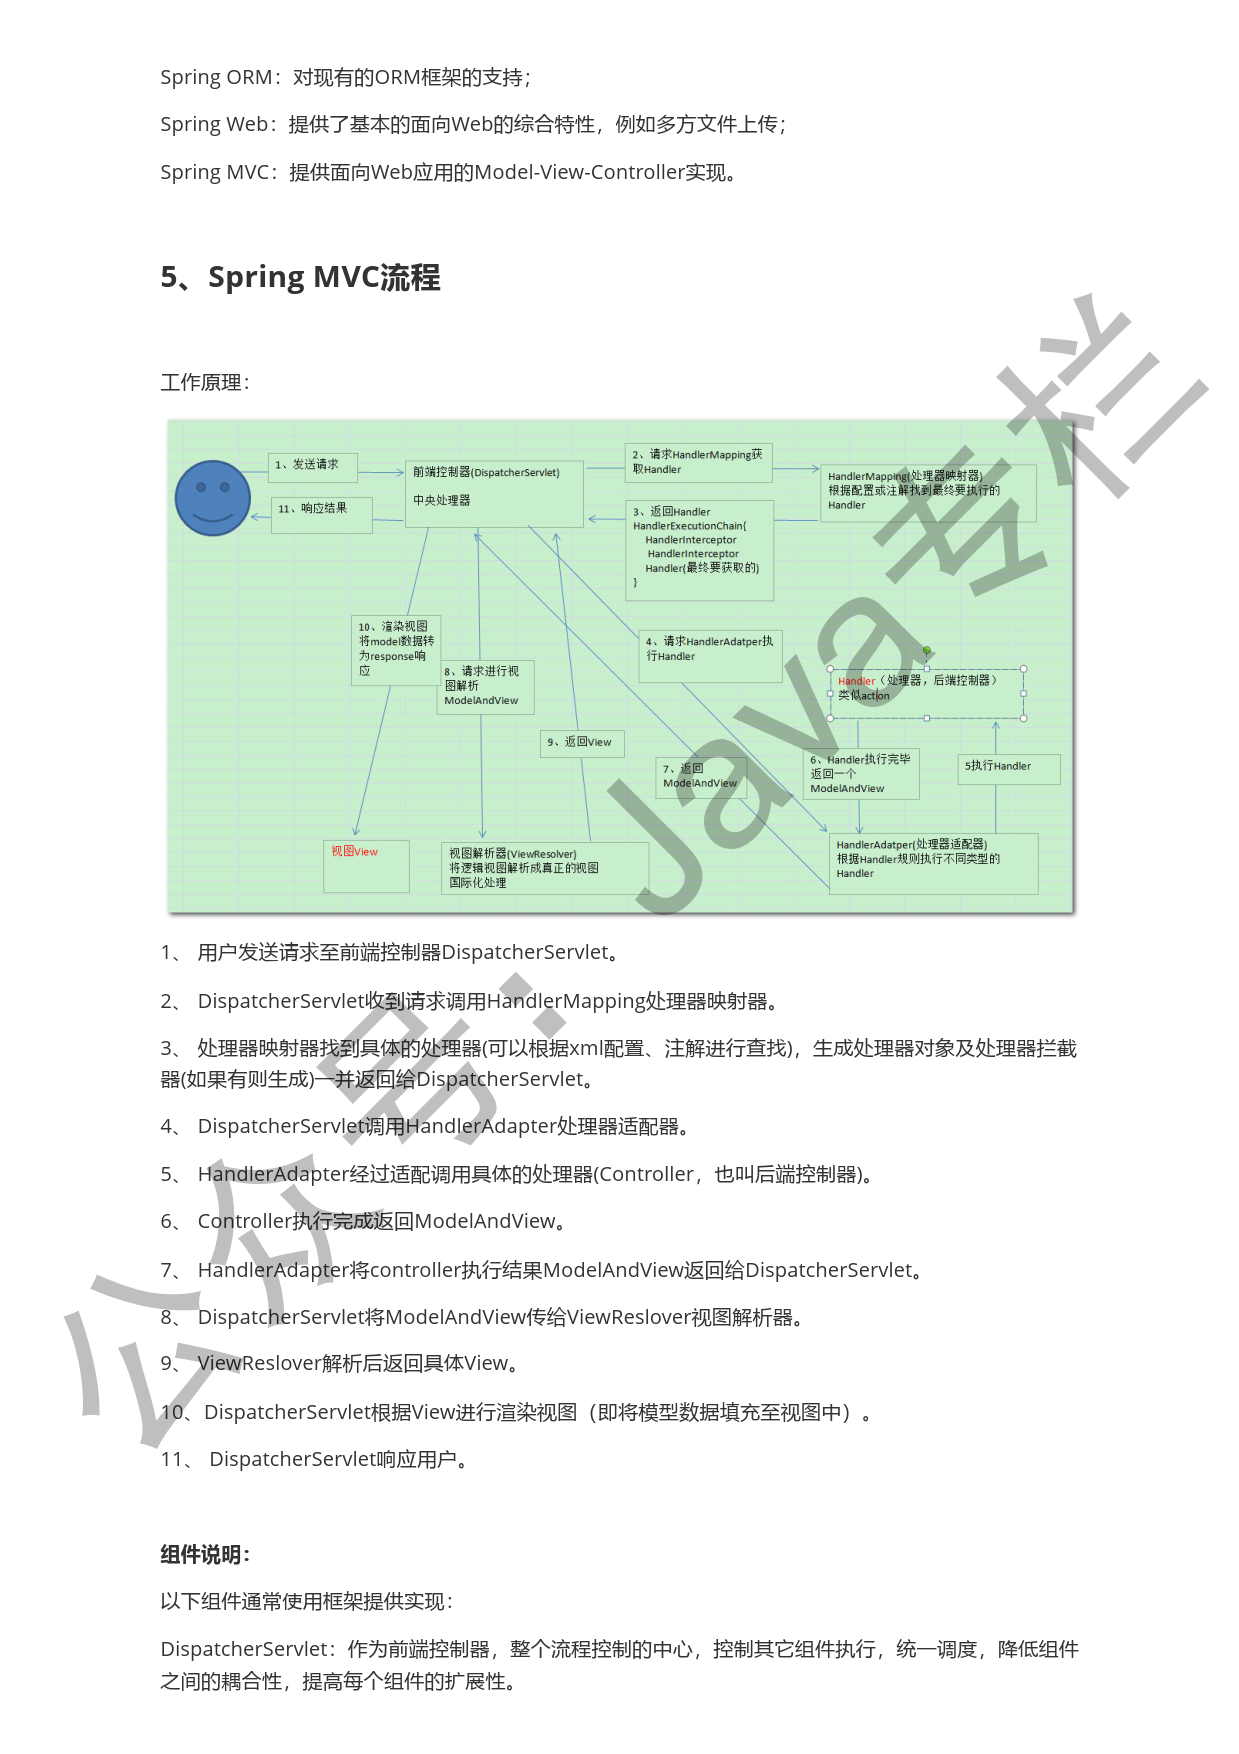 Spring ORM：对现有的ORM框架的支持；
Spring Web：提供了基本的面向Web的综合特性，例如多方文件上传；
Spring MVC：提供面向Web应用的Model-View-Controller实现。
5、Spring MVC流程
工作原理：
1、发送请求
11、响应结果
前端控制器(DispatcherServlet)
中央处理器
2、请求HandlerMapping获
取Handler
HandlerMapping(处理器映射器)
根据配置或注解找到最终要执行的
Handler
3、返回Handler
HandlerExecutionChain{
HandlerInterceptor
HandlerInterceptor
Handler(最终要获取的)
}
10、渲染视图
将model数据转
为response响
应
8、请求进行视
图解析
ModelAndView
4、请求HandlerAdatper执
行Handler
Handler（处理器，后端控制器）
类似action
9、返回View
7、返回
ModelAndView
6、Handler执行完毕
返回一个
ModelAndView
5执行Handler
视图View
视图解析器(ViewResolver)
将逻辑视图解析成真正的视图
国际化处理
HandlerAdatper(处理器适配器)
根据Handler规则执行不同类型的
Handler
1、 用户发送请求至前端控制器DispatcherServlet。
2、 DispatcherServlet收到请求调用HandlerMapping处理器映射器。
3、 处理器映射器找到具体的处理器(可以根据xml配置、注解进行查找)，生成处理器对象及处理器拦截
器(如果有则生成)一并返回给DispatcherServlet。
4、 DispatcherServlet调用HandlerAdapter处理器适配器。
5、 HandlerAdapter经过适配调用具体的处理器(Controller，也叫后端控制器)。
6、 Controller执行完成返回ModelAndView。
7、 HandlerAdapter将controller执行结果ModelAndView返回给DispatcherServlet。
8、 DispatcherServlet将ModelAndView传给ViewReslover视图解析器。
9、 ViewReslover解析后返回具体View。
10、DispatcherServlet根据View进行渲染视图（即将模型数据填充至视图中）。
11、 DispatcherServlet响应用户。
组件说明：
以下组件通常使用框架提供实现：
DispatcherServlet：作为前端控制器，整个流程控制的中心，控制其它组件执行，统一调度，降低组件
之间的耦合性，提高每个组件的扩展性。
公众号：Java专栏